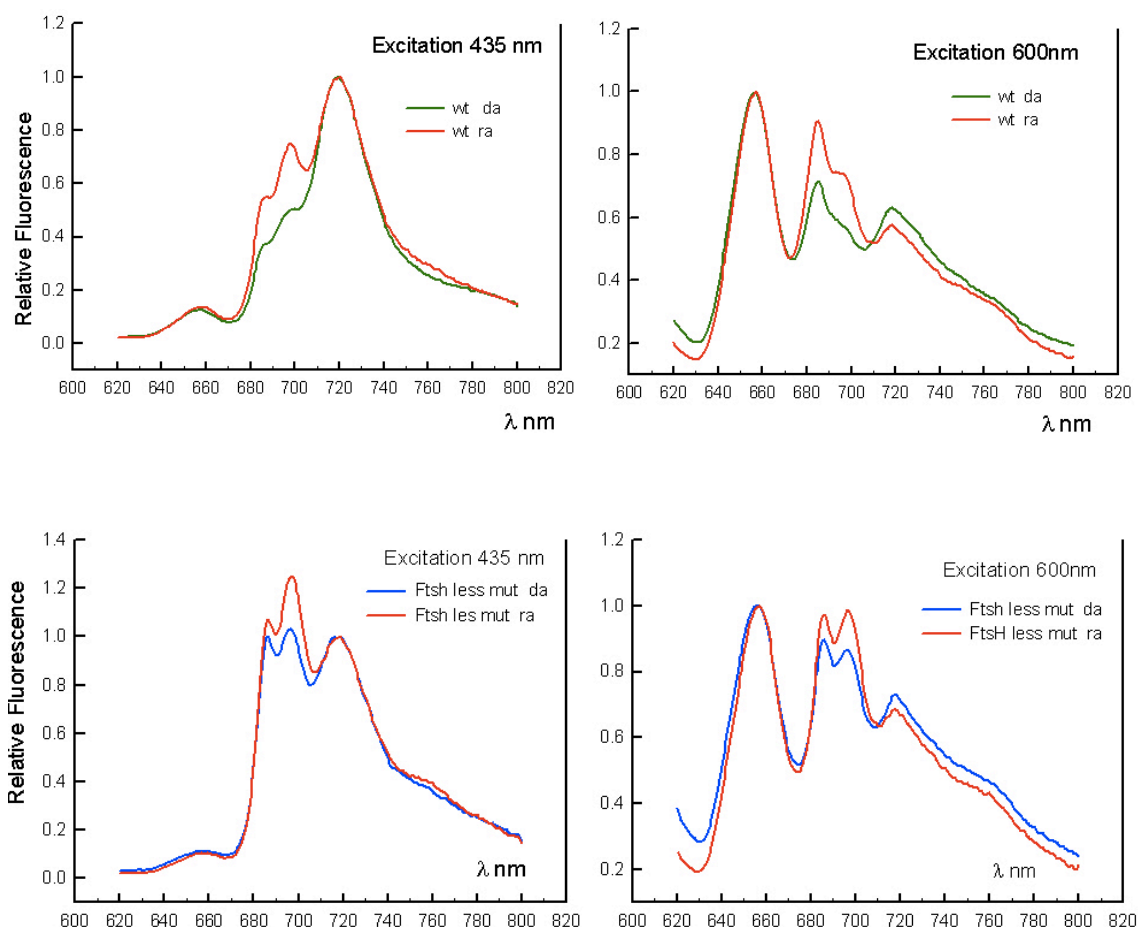 Excitation 435 nm
wt da
wt ra
Relative Fluorescence
1.2
1.0
0.8
0.6
0.4
0.2
0.0
600 620 640 660 680 700 720 740 760 780 800 820
λ nm
Excitation 600nm
wt da
wt ra
1.2
1.0
0.8
0.6
0.4
0.2
600 620 640 660 680 700 720 740 760 780 800 820
λ nm
Excitation 435 nm
Ftsh less mut da
Ftsh les mut ra
Relative Fluorescence
1.4
1.2
1.0
0.8
0.6
0.4
0.2
0.0
λ nm
600 620 640 660 680 700 720 740 760 780 800 820
Excitation 600nm
Ftsh less mut da
FtsH less mut ra
1.2
1.0
0.8
0.6
0.4
0.2
λ nm
600 620 640 660 680 700 720 740 760 780 800 820